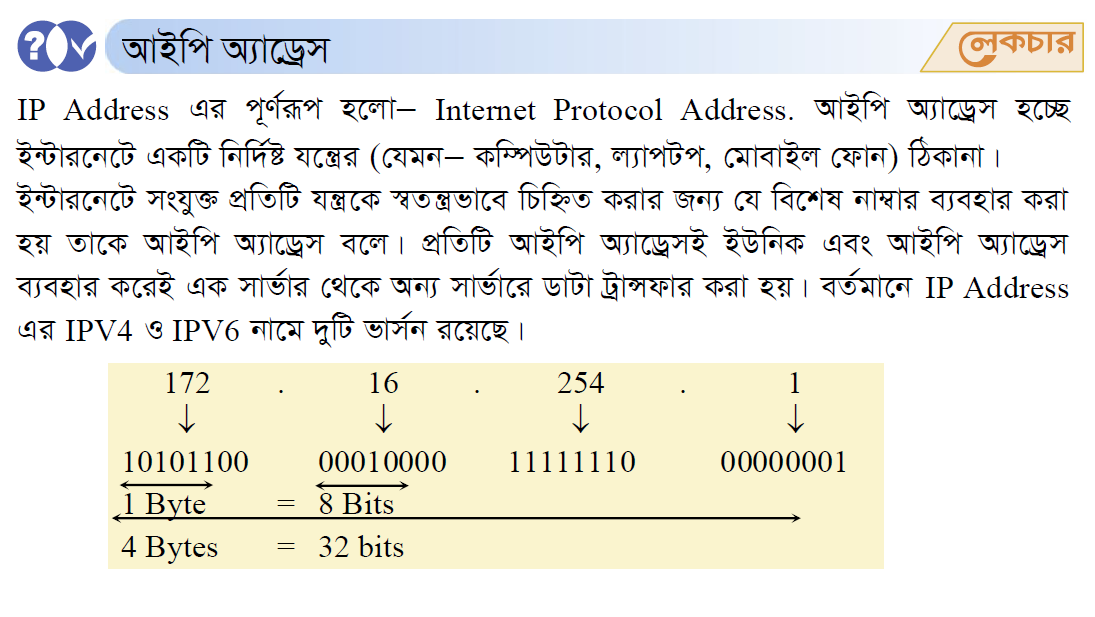 আইপি অ্যাড্রেস
লেকচার
IP Address এর পূর্ণরূপ হলো– Internet Protocol Address. আইপি অ্যাড্রেস হচ্ছে
ইন্টারনেটে একটি নির্দিষ্ট যন্ত্রের (যেমন– কম্পিউটার, ল্যাপটপ, মোবাইল ফোন) ঠিকানা।
ইন্টারনেটে সংযুক্ত প্রতিটি যন্ত্রকে স্বতন্ত্রভাবে চিহ্নিত করার জন্য যে বিশেষ নাম্বার ব্যবহার করা
হয় তাকে আইপি অ্যাড্রেস বলে। প্রতিটি আইপি অ্যাড্রেসই ইউনিক এবং আইপি অ্যাড্রেস
ব্যবহার করেই এক সার্ভার থেকে অন্য সার্ভারে ডাটা ট্রান্সফার করা হয়। বর্তমানে IP Address
এর IPV4 ও IPV6 নামে দুটি ভার্সন রয়েছে।
172 . 16 . 254 . 1
↓ ↓ ↓ ↓
10101100 00010000 11111110 00000001
1 Byte = 8 Bits
4 Bytes = 32 bits